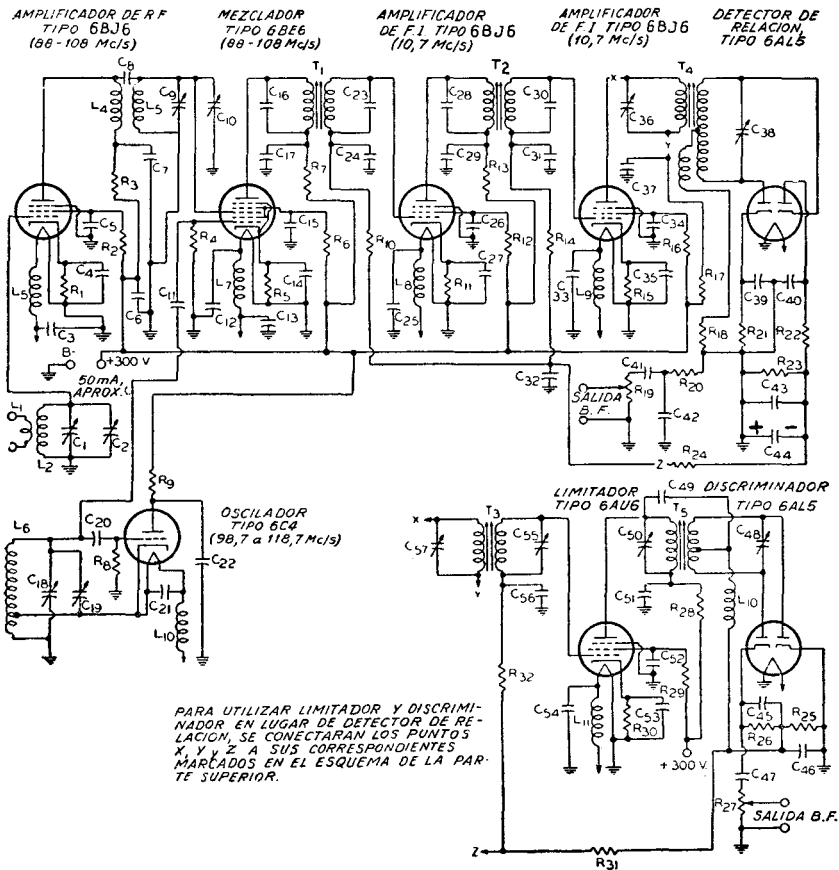 AMPLIFICADOR DE R F
TIPO 6BJ6
(88-108 Mc/s)
MEZCLADOR
TIPO 6BE6
(88-108 Mc/s)
AMPLIFICADOR
DE F.I. TIPO 6BJ6
(10,7 Mc/s)
AMPLIFICADOR
DE F.I TIPO 6BJ6
(10,7 Mc/s)
DETECTOR DE
RELACION,
TIPO 6AL5
C8
L4
L5
C9
C10
C7
R3
C5
R2
C4
R1
L5
C3
C6
B-
+300 V
50 mA,
APROX.
L1
L2
C1
C2
C11
T1
C16
C23
C17
C24
R7
R4
C15
R6
L7
R5
C14
C12
C13
R10
T2
C28
C30
C29
C31
R13
C26
R12
R14
L8
R11
C27
C25
C32
X
T4
C36
C38
Y
C37
C34
R16
C33
L9
C35
R15
R17
R18
C39
C40
R21
R22
R23
C43
C44
+ -
C41
R20
R19
C42
SALIDA
B.F.
Z
R24
R9
OSCILADOR
TIPO 6C4
(98,7 a 118,7 Mc/s)
L6
C20
C18
C19
R8
C21
C22
L10
LIMITADOR
TIPO 6AU6
DISCRIMINADOR
TIPO 6AL5
C49
X
T3
C57
C55
Y
C56
T5
C50
C48
C51
R28
L10
R32
C52
R29
C54
L11
C53
R30
+300 V.
C45
R26
R25
C46
C47
R27
SALIDA B.F.
Z
R31
PARA UTILIZAR LIMITADOR Y DISCRIMI-
NADOR EN LUGAR DE DETECTOR DE RE-
LACION, SE CONECTARAN LOS PUNTOS
X, Y y Z A SUS CORRESPONDIENTES
MARCADOS EN EL ESQUEMA DE LA PAR-
TE SUPERIOR.